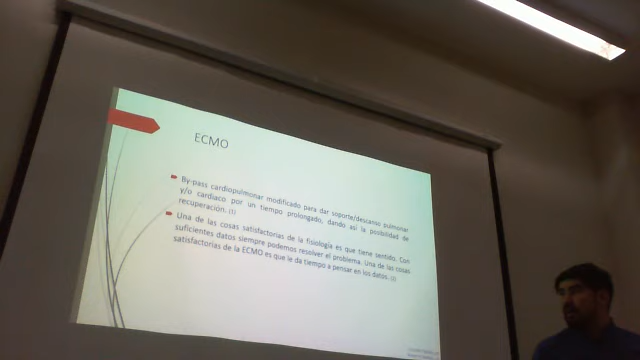 ECMO
By-pass cardiopulmonar modificado para dar soporte/descanso pulmonar
y/o cardiaco por un tiempo prolongado, dando así la posibilidad de
recuperación. (1)
Una de las cosas satisfactorias de la fisiología es que tiene sentido. Con
suficientes datos siempre podemos resolver el problema. Una de las cosas
satisfactorias de la ECMO es que le da tiempo a pensar en los datos.